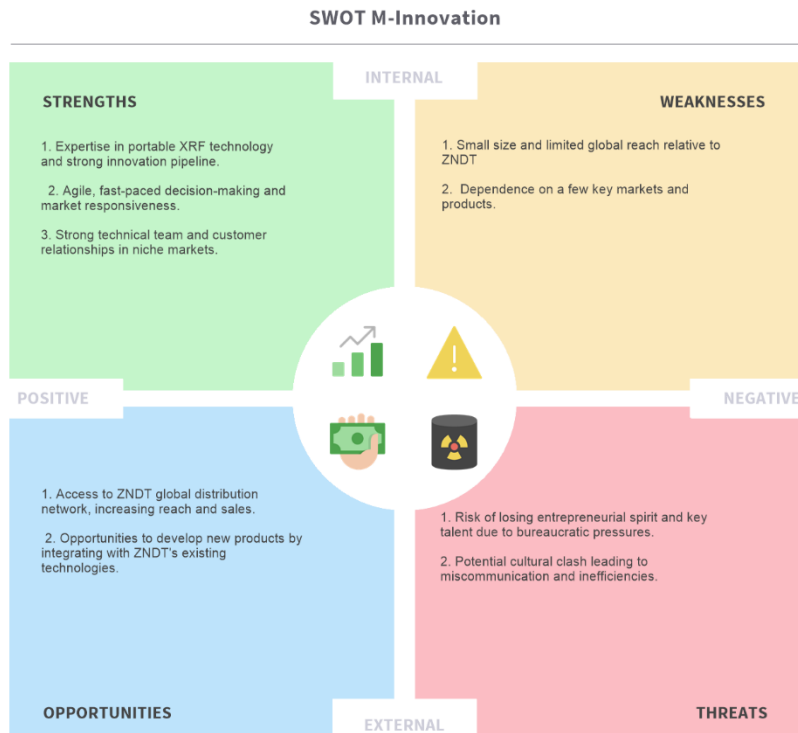 SWOT M-Innovation
INTERNAL
STRENGTHS
1. Expertise in portable XRF technology
and strong innovation pipeline.
2. Agile, fast-paced decision-making and
market responsiveness.
3. Strong technical team and customer
relationships in niche markets.
WEAKNESSES
1. Small size and limited global reach relative to
ZNDT
2. Dependence on a few key markets and
products.
POSITIVE
NEGATIVE
1. Access to ZNDT global distribution
network, increasing reach and sales.
2. Opportunities to develop new products by
integrating with ZNDT's existing
technologies.
OPPORTUNITIES
1. Risk of losing entrepreneurial spirit and key
talent due to bureaucratic pressures.
2. Potential cultural clash leading to
miscommunication and inefficiencies.
THREATS
EXTERNAL